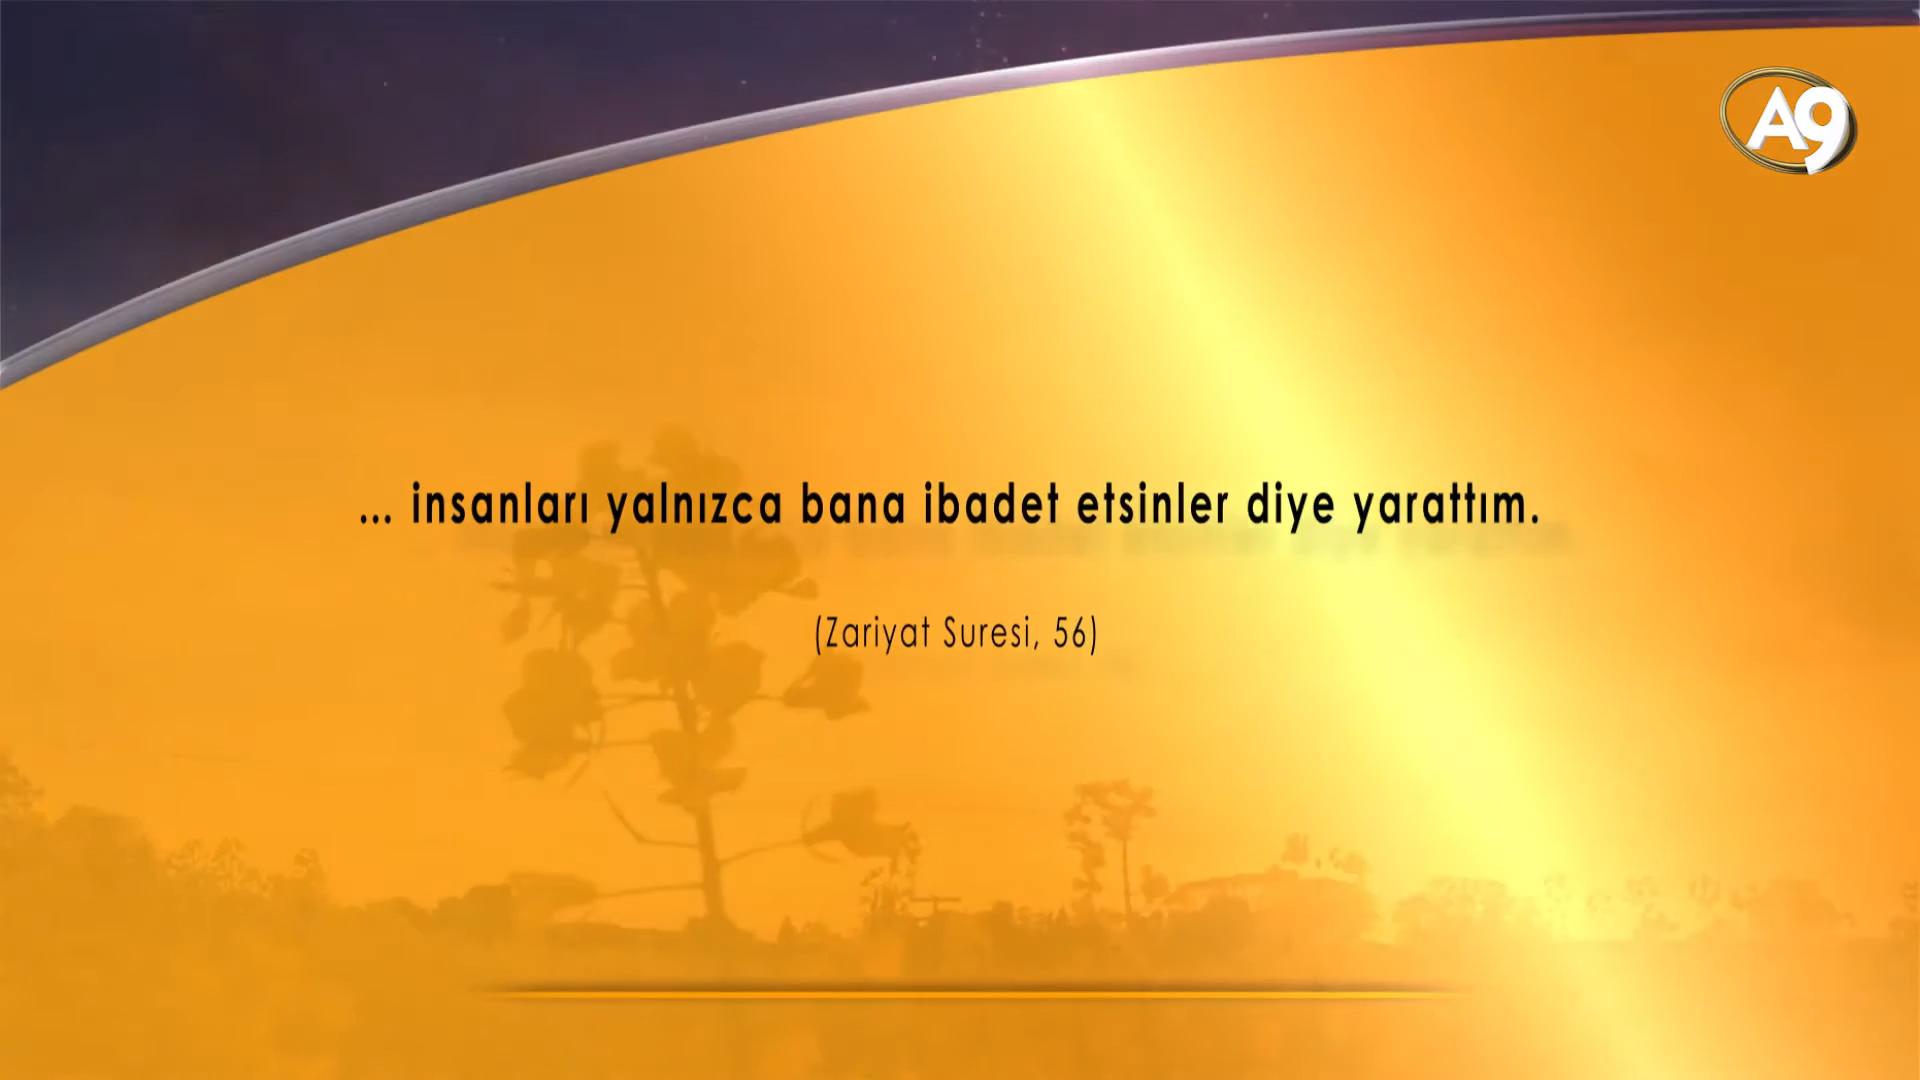 A9
... insanları yalnızca bana ibadet etsinler diye yarattım.
(Zariyat Suresi, 56)